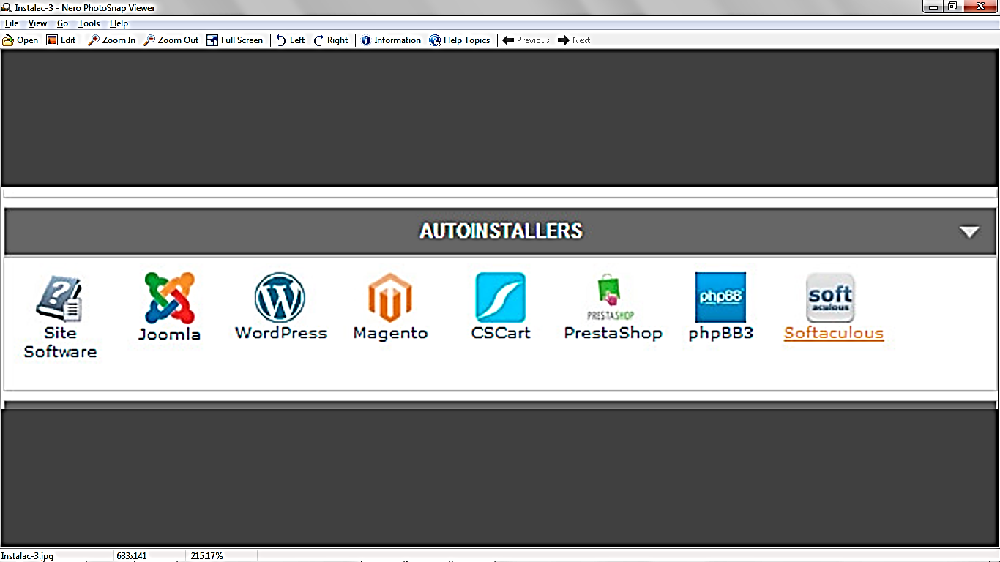 Instalac-3 - Nero PhotoSnap Viewer
File View Go Tools Help
Open Edit Zoom In Zoom Out Full Screen Left Right Information Help Topics Previous Next
AUTOINSTALLERS
PRESTASHOP
phpBB
soft
aculous
Site Software
Joomla
WordPress
Magento
CSCart
PrestaShop
phpBB3
Softaculous
Instalac-3.jpg 633x141 215.17%